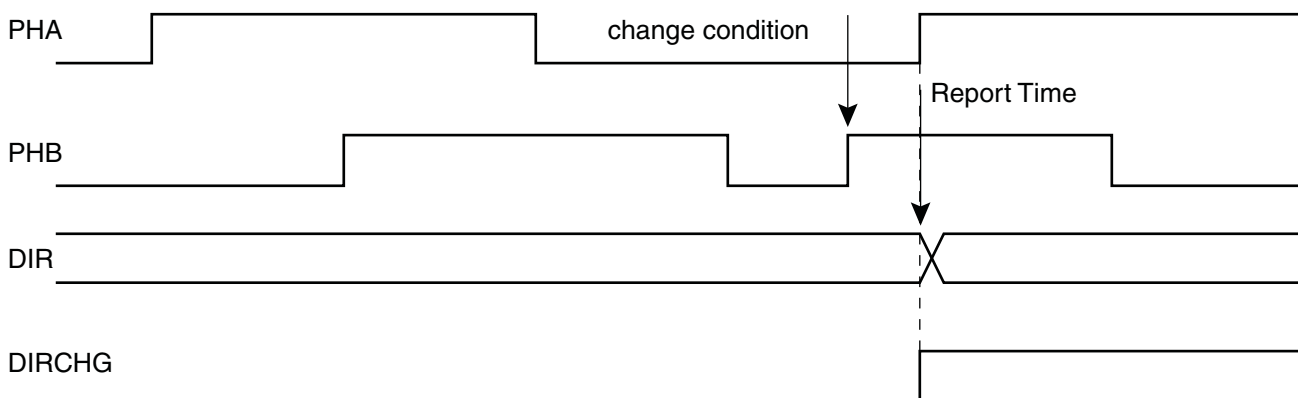 PHA
change condition
Report Time
PHB
DIR
DIRCHG